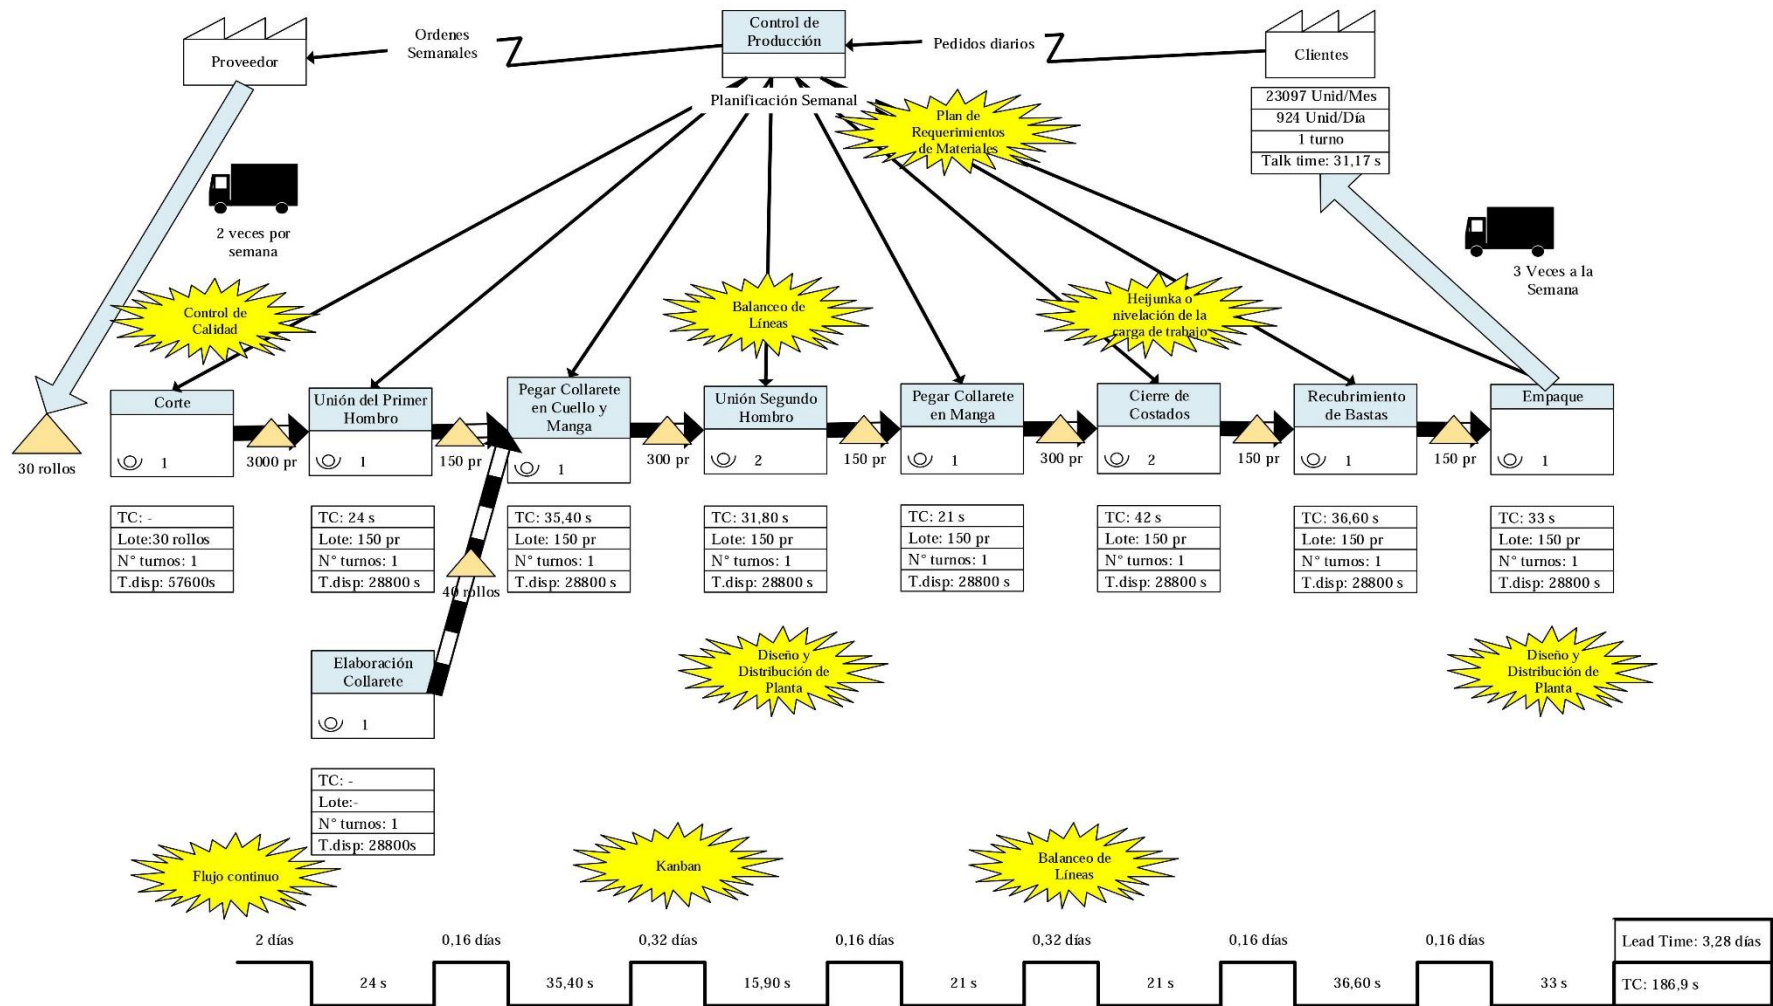 Proveedor
Ordenes
Semanales
Control de
Producción
Pedidos diarios
Clientes
23097 Unid/Mes
924 Unid/Día
1 turno
Talk time: 31,17 s
Planificación Semanal
Plan de
Requerimientos
de Materiales
2 veces por
semana
3 Veces a la
Semana
Control de
Calidad
Balanceo de
Líneas
Heijunka o
nivelación de la
carga de trabajo
30 rollos
Corte
1
3000 pr
Unión del Primer
Hombro
1
150 pr
Pegar Collarete
en Cuello y
Manga
1
300 pr
Unión Segundo
Hombro
2
150 pr
Pegar Collarete
en Manga
1
300 pr
Cierre de
Costados
2
150 pr
Recubrimiento
de Bastas
1
150 pr
Empaque
1
TC: -
Lote:30 rollos
N° turnos: 1
T.disp: 57600s
TC: 24 s
Lote: 150 pr
N° turnos: 1
T.disp: 28800 s
TC: 35,40 s
Lote: 150 pr
N° turnos: 1
T.disp: 28800 s
TC: 31,80 s
Lote: 150 pr
N° turnos: 1
T.disp: 28800 s
TC: 21 s
Lote: 150 pr
N° turnos: 1
T.disp: 28800 s
TC: 42 s
Lote: 150 pr
N° turnos: 1
T.disp: 28800 s
TC: 36,60 s
Lote: 150 pr
N° turnos: 1
T.disp: 28800 s
TC: 33 s
Lote: 150 pr
N° turnos: 1
T.disp: 28800 s
40 rollos
Elaboración
Collarete
1
TC: -
Lote:-
N° turnos: 1
T.disp: 28800s
Diseño y
Distribución de
Planta
Diseño y
Distribución de
Planta
Flujo continuo
Kanban
Balanceo de
Líneas
2 días
0,16 días
0,32 días
0,16 días
0,32 días
0,16 días
0,16 días
Lead Time: 3,28 días
24 s
35,40 s
15,90 s
21 s
21 s
36,60 s
33 s
TC: 186,9 s